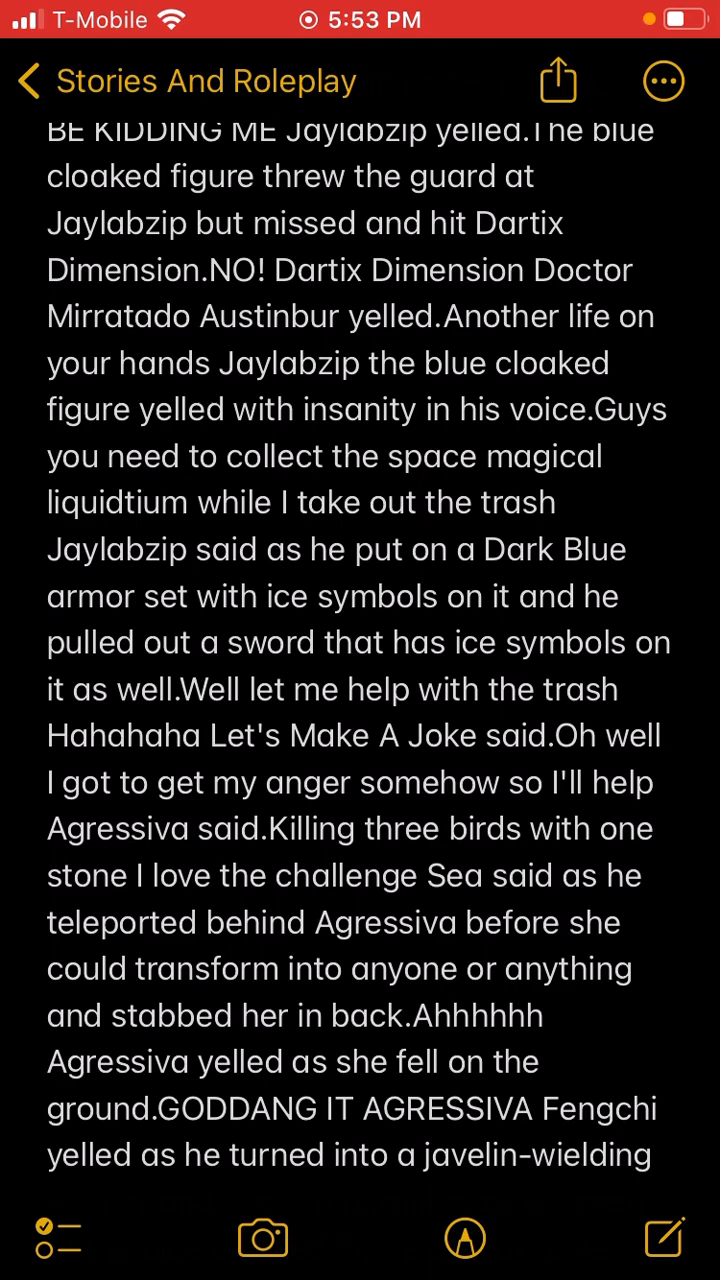 T-Mobile 5:53 PM
Stories And Roleplay
BE KIDDING ME Jaylabzip yelled.The blue
cloaked figure threw the guard at
Jaylabzip but missed and hit Dartix
Dimension.NO! Dartix Dimension Doctor
Mirratado Austinbur yelled.Another life on
your hands Jaylabzip the blue cloaked
figure yelled with insanity in his voice.Guys
you need to collect the space magical
liquidtium while I take out the trash
Jaylabzip said as he put on a Dark Blue
armor set with ice symbols on it and he
pulled out a sword that has ice symbols on
it as well.Well let me help with the trash
Hahahaha Let's Make A Joke said.Oh well
I got to get my anger somehow so I'll help
Agressiva said.Killing three birds with one
stone I love the challenge Sea said as he
teleported behind Agressiva before she
could transform into anyone or anything
and stabbed her in back.Ahhhhhh
Agressiva yelled as she fell on the
ground.GODDANG IT AGRESSIVA Fengchi
yelled as he turned into a javelin-wielding